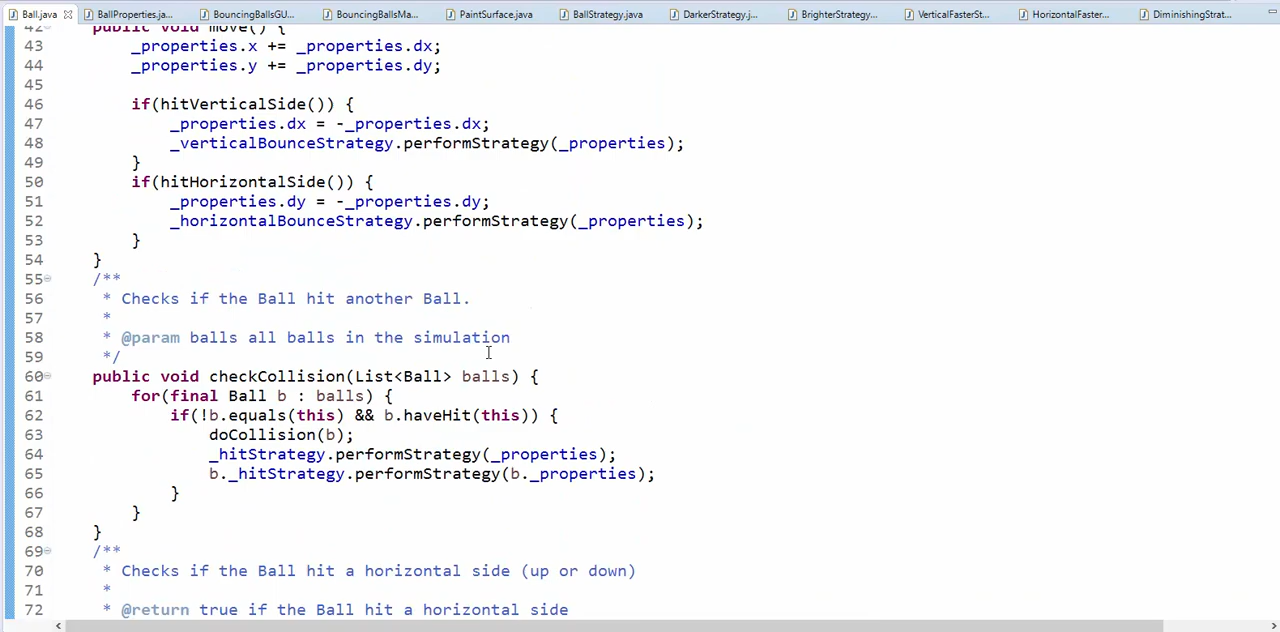 Ball.java BallProperties.ja... BouncingBallsGU... BouncingBallsMa... PaintSurface.java BallStrategy.java DarkerStrategy.j... BrighterStrategy... VerticalFasterSt... HorizontalFaster... DiminishingStrat...
42 public void move() {
43 _properties.x += _properties.dx;
44 _properties.y += _properties.dy;
45
46 if(hitVerticalSide()) {
47 _properties.dx = -_properties.dx;
48 _verticalBounceStrategy.performStrategy(_properties);
49 }
50 if(hitHorizontalSide()) {
51 _properties.dy = -_properties.dy;
52 _horizontalBounceStrategy.performStrategy(_properties);
53 }
54 }
55 /**
56 * Checks if the Ball hit another Ball.
57 *
58 * @param balls all balls in the simulation
59 */
60 public void checkCollision(List<Ball> balls) {
61 for(final Ball b : balls) {
62 if(!b.equals(this) && b.haveHit(this)) {
63 doCollision(b);
64 _hitStrategy.performStrategy(_properties);
65 b._hitStrategy.performStrategy(b._properties);
66 }
67 }
68 }
69 /**
70 * Checks if the Ball hit a horizontal side (up or down)
71 *
72 * @return true if the Ball hit a horizontal side